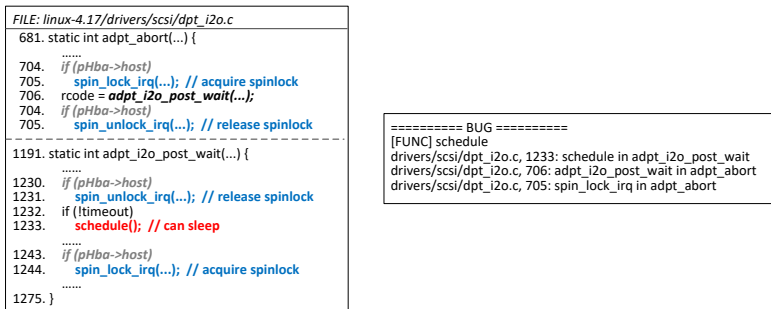 FILE: linux-4.17/drivers/scsi/dpt_i2o.c
681. static int adpt_abort(...) {
......
704. if (pHba->host)
705. spin_lock_irq(...); // acquire spinlock
706. rcode = adpt_i2o_post_wait(...);
704. if (pHba->host)
705. spin_unlock_irq(...); // release spinlock
1191. static int adpt_i2o_post_wait(...) {
......
1230. if (pHba->host)
1231. spin_unlock_irq(...); // release spinlock
1232. if (!timeout)
1233. schedule(); // can sleep
......
1243. if (pHba->host)
1244. spin_lock_irq(...); // acquire spinlock
......
1275. }
========== BUG ==========
[FUNC] schedule
drivers/scsi/dpt_i2o.c, 1233: schedule in adpt_i2o_post_wait
drivers/scsi/dpt_i2o.c, 706: adpt_i2o_post_wait in adpt_abort
drivers/scsi/dpt_i2o.c, 705: spin_lock_irq in adpt_abort